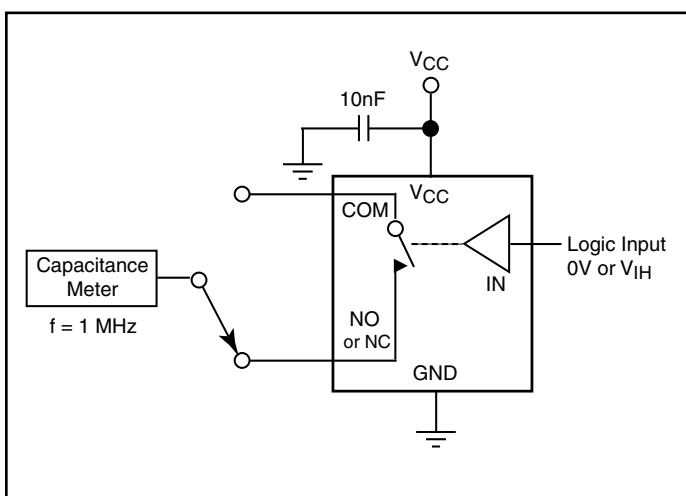 VCC
10nF
VCC
COM
Logic Input
0V or VIH
IN
Capacitance
Meter
f = 1 MHz
NO
or NC
GND